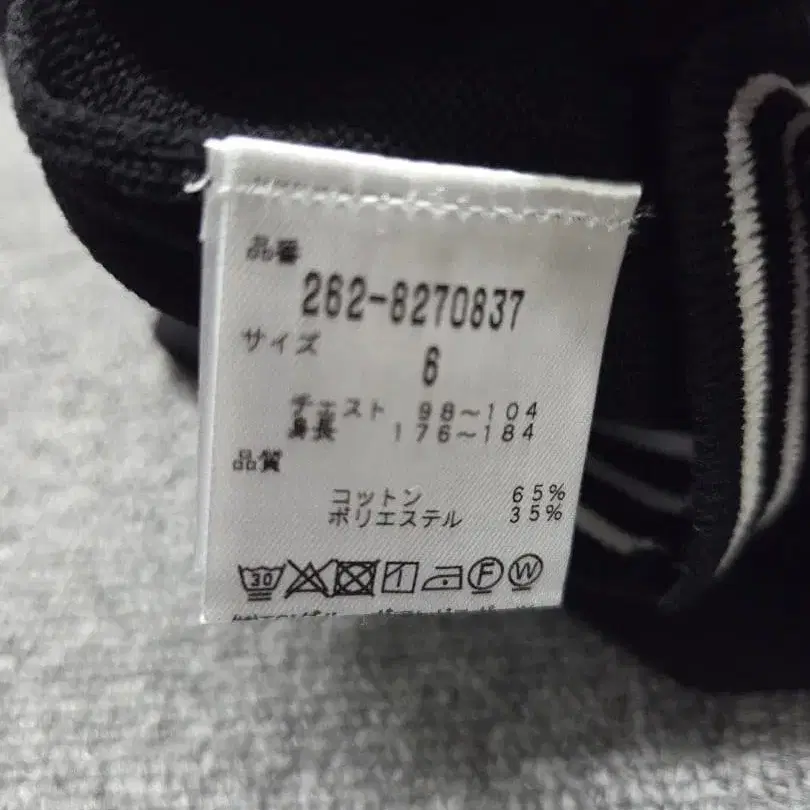 品番
262-8270837
サイズ
6
チェスト 98~104
身長 176~184
品質
コットン 65%
ポリエステル 35%
30
F W